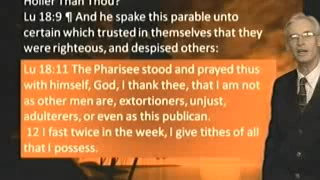 Holier Than Thou?
Lu 18:9 ¶ And he spake this parable unto
certain which trusted in themselves that they
were righteous, and despised others:
Lu 18:11 The Pharisee stood and prayed thus
with himself, God, I thank thee, that I am not
as other men are, extortioners, unjust,
adulterers, or even as this publican.
12 I fast twice in the week, I give tithes of all
that I possess.